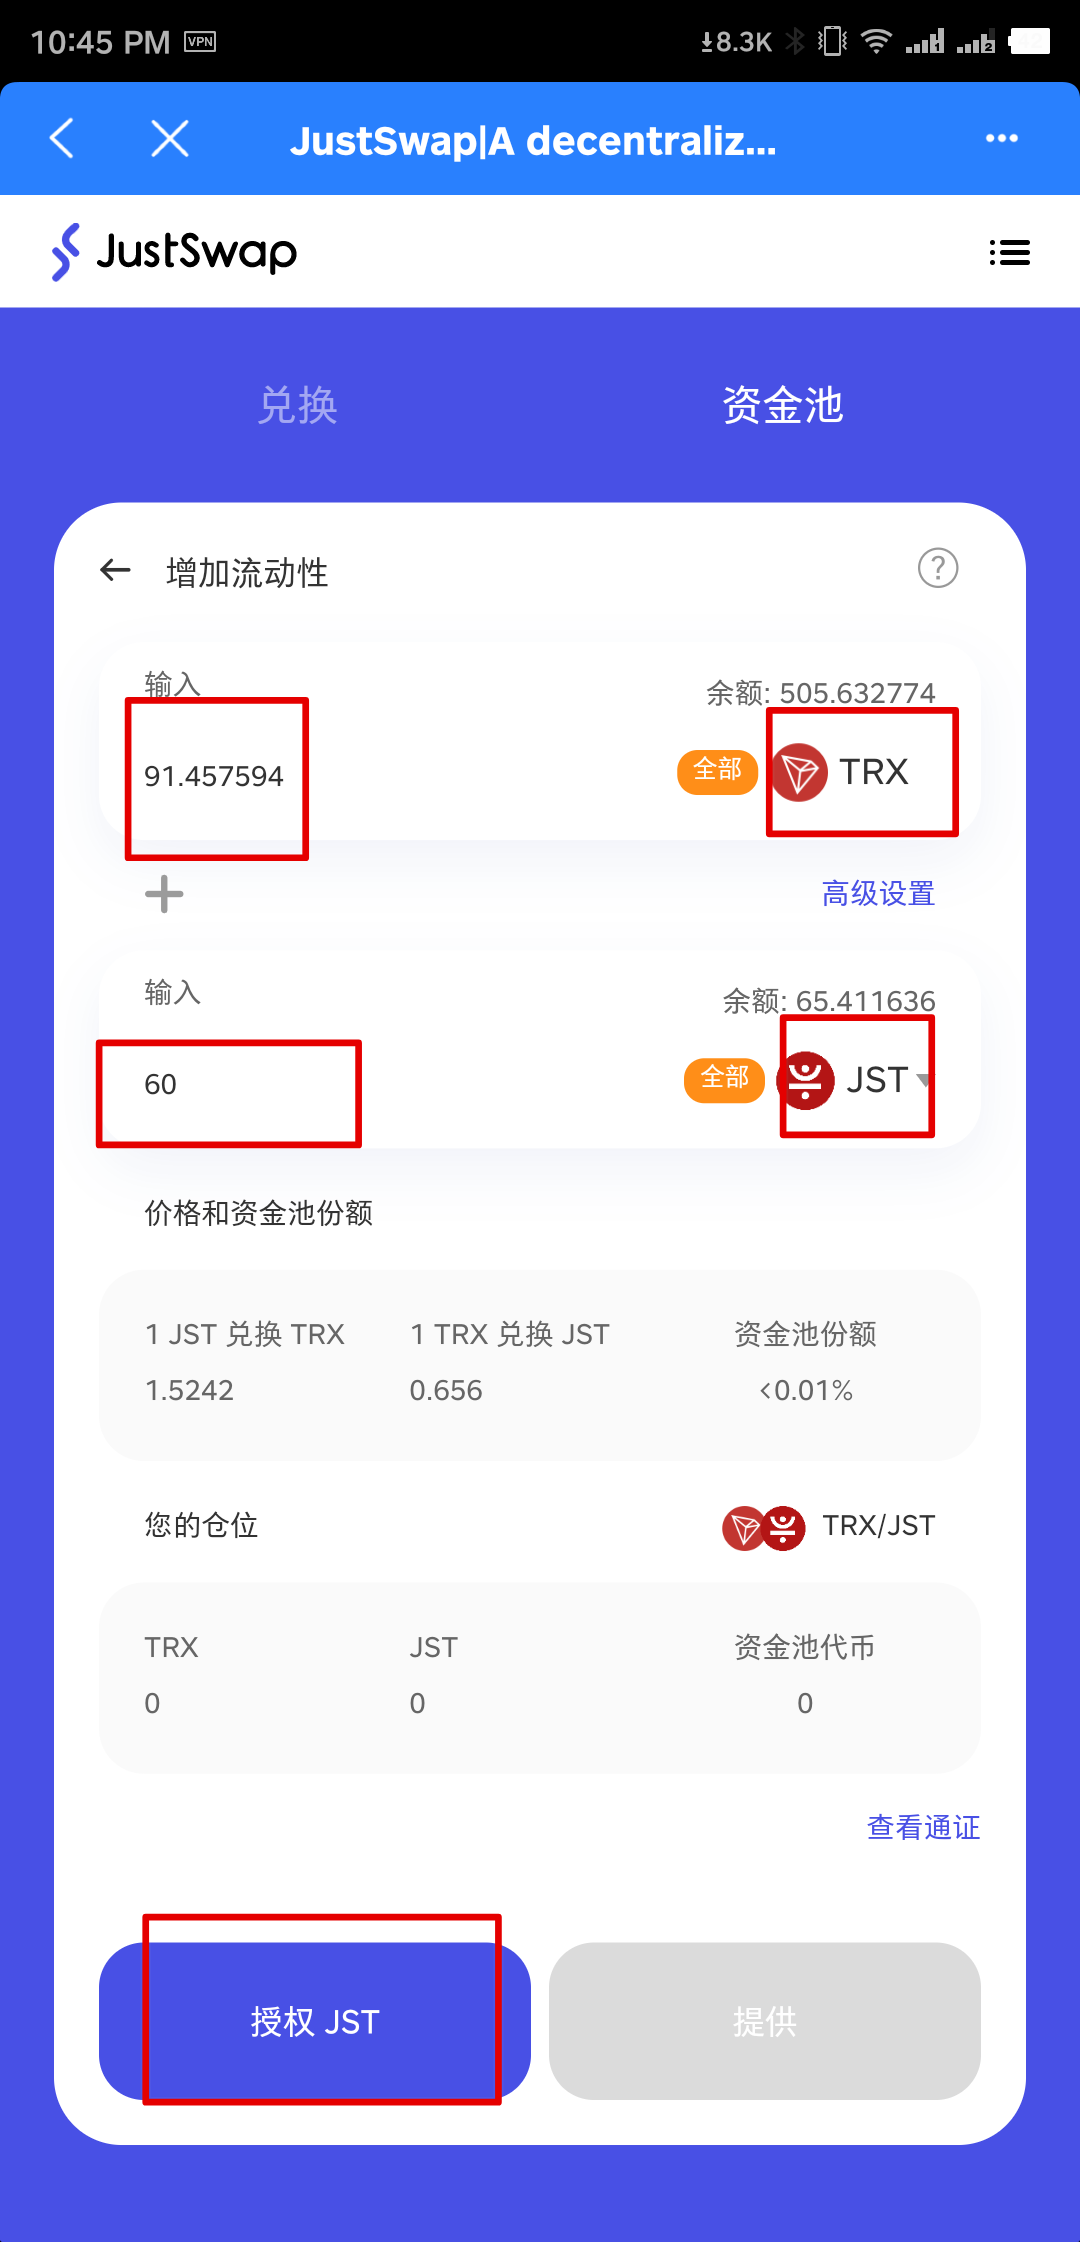 10:45 PM VPN 8.3K 1 2
JustSwap|A decentraliz...
JustSwap
兑换 资金池
增加流动性 ?
输入 余额: 505.632774
91.457594 全部 TRX
高级设置
输入 余额: 65.411636
60 全部 JST
价格和资金池份额
1 JST 兑换 TRX 1 TRX 兑换 JST 资金池份额
1.5242 0.656 <0.01%
您的仓位 TRX/JST
TRX JST 资金池代币
0 0 0
查看通证
授权 JST 提供